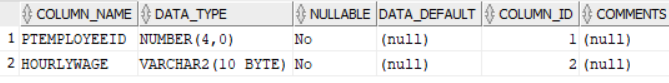 COLUMN_NAME DATA_TYPE NULLABLE DATA_DEFAULT COLUMN_ID COMMENTS
1 PTEMPLOYEEID NUMBER(4,0) No (null) 1 (null)
2 HOURLYWAGE VARCHAR2(10 BYTE) No (null) 2 (null)